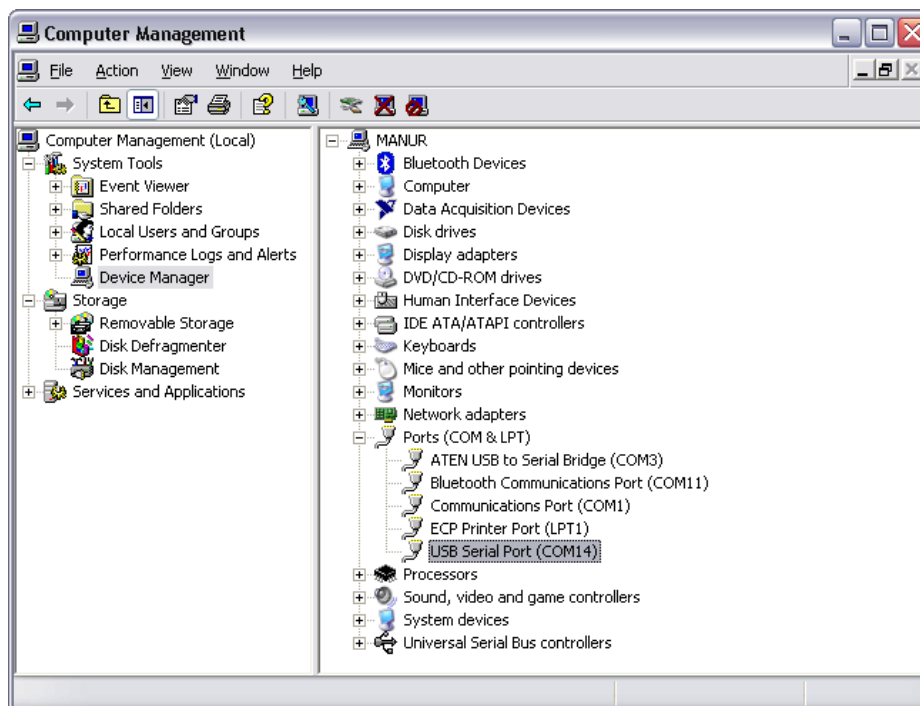 Computer Management
File Action View Window Help
Computer Management (Local)
System Tools
Event Viewer
Shared Folders
Local Users and Groups
Performance Logs and Alerts
Device Manager
Storage
Removable Storage
Disk Defragmenter
Disk Management
Services and Applications
MANUR
Bluetooth Devices
Computer
Data Acquisition Devices
Disk drives
Display adapters
DVD/CD-ROM drives
Human Interface Devices
IDE ATA/ATAPI controllers
Keyboards
Mice and other pointing devices
Monitors
Network adapters
Ports (COM & LPT)
ATEN USB to Serial Bridge (COM3)
Bluetooth Communications Port (COM11)
Communications Port (COM1)
ECP Printer Port (LPT1)
USB Serial Port (COM14)
Processors
Sound, video and game controllers
System devices
Universal Serial Bus controllers